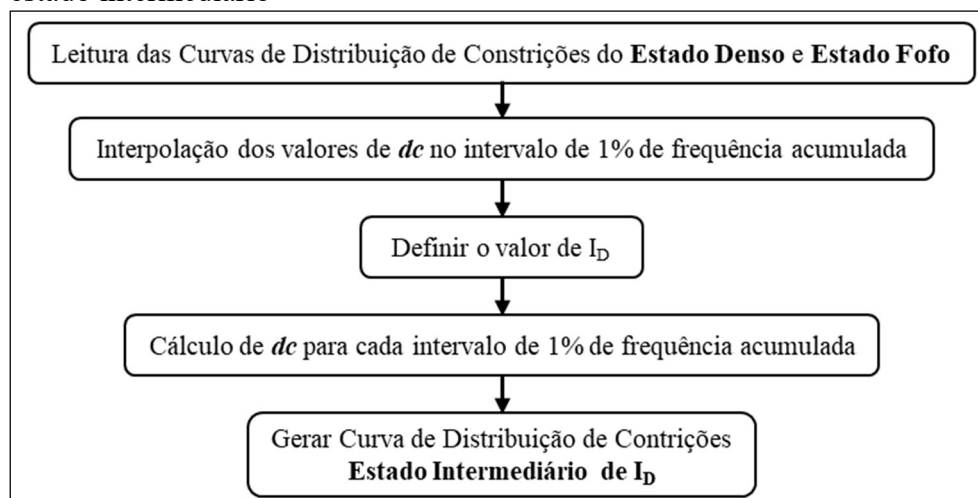 estado intermediário
Leitura das Curvas de Distribuição de Constrições do Estado Denso e Estado Fofo
Interpolação dos valores de dc no intervalo de 1% de frequência acumulada
Definir o valor de ID
Cálculo de dc para cada intervalo de 1% de frequência acumulada
Gerar Curva de Distribuição de Contrições
Estado Intermediário de ID